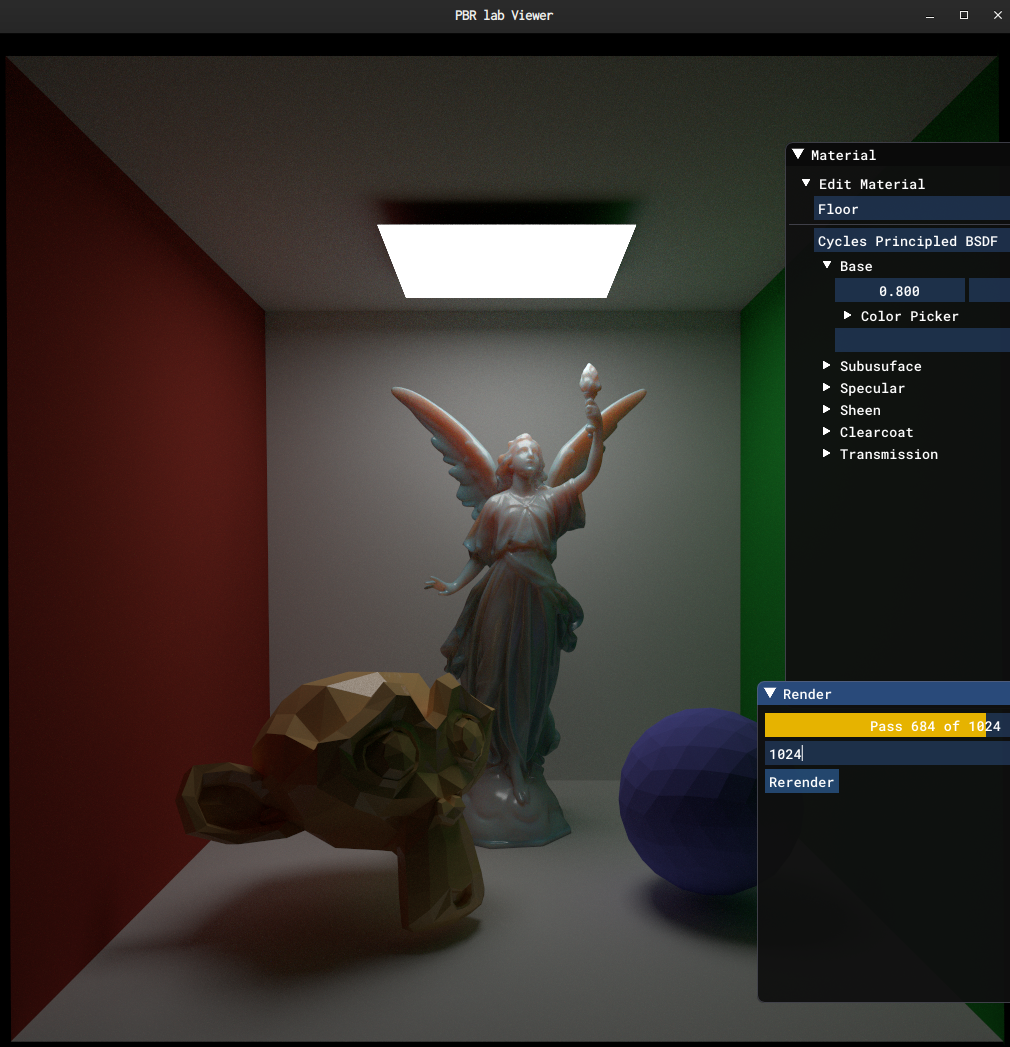 PBR lab Viewer
Material
Edit Material
Floor
Cycles Principled BSDF
Base
0.800
Color Picker
Subusuface
Specular
Sheen
Clearcoat
Transmission
Render
Pass 684 of 1024
1024
Rerender